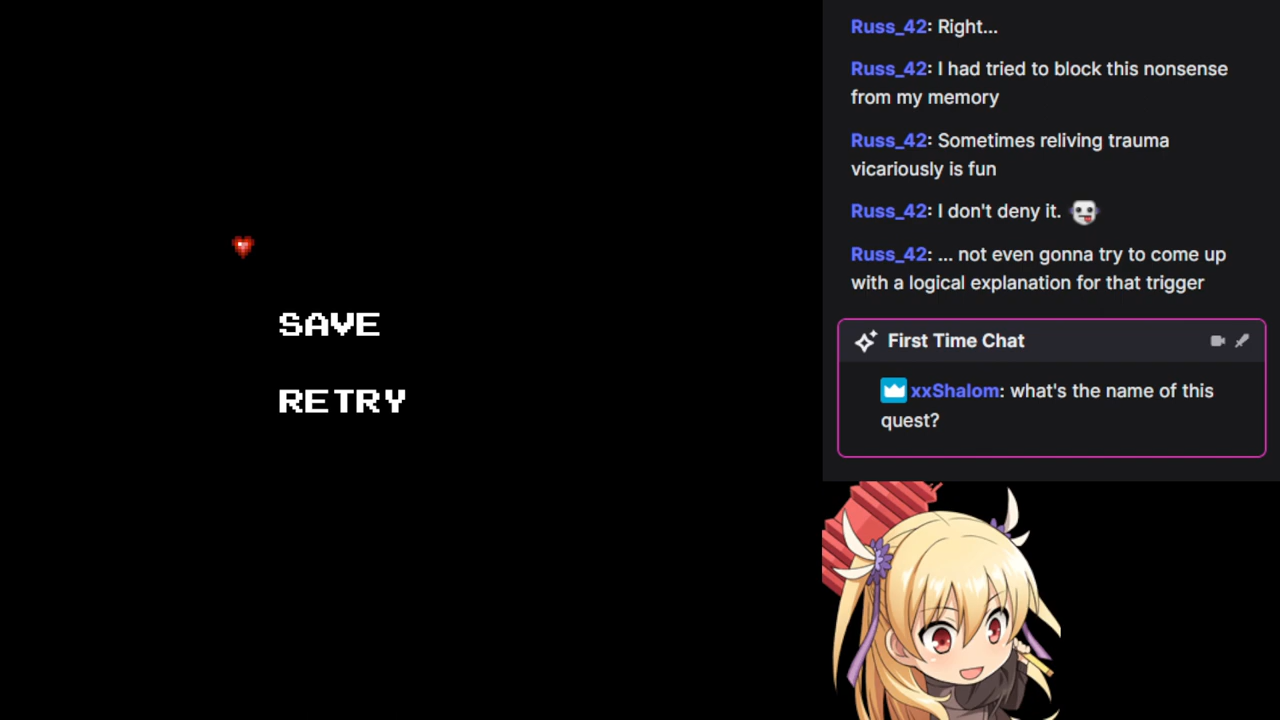 SAVE
RETRY
Russ_42: Right...
Russ_42: I had tried to block this nonsense
from my memory
Russ_42: Sometimes reliving trauma
vicariously is fun
Russ_42: I don't deny it.
Russ_42: ... not even gonna try to come up
with a logical explanation for that trigger
First Time Chat
xxShalom: what's the name of this
quest?